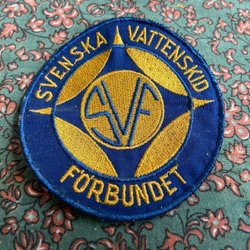 SVENSKA VATTENSKID
SVF
FÖRBUNDET